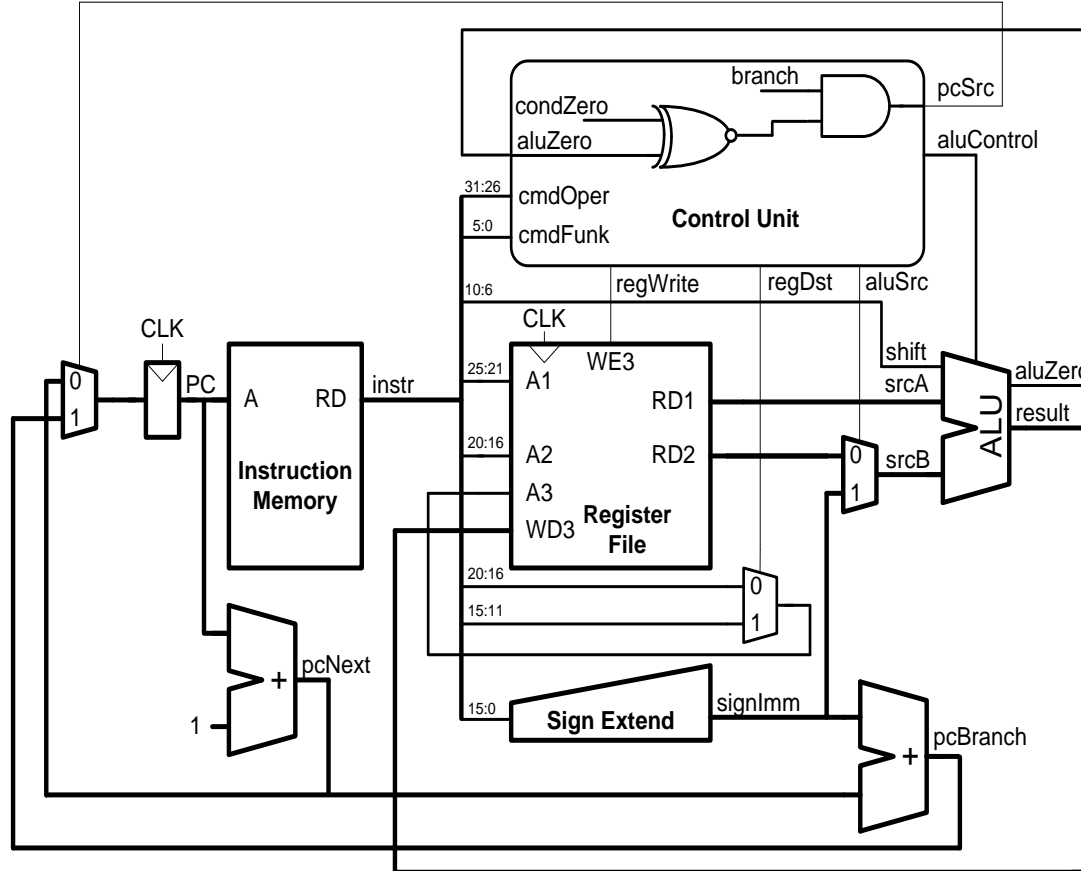 branch
pcSrc
condZero
aluZero
aluControl
31:26
cmdOper
Control Unit
5:0
cmdFunk
regWrite
regDst
aluSrc
10:6
CLK
CLK
shift
WE3
aluZero
0
PC
instr
25:21
A1
srcA
1
A
RD
RD1
result
ALU
20:16
A2
RD2
0
srcB
Instruction
Memory
A3
1
WD3
Register
File
20:16
0
15:11
1
pcNext
+
15:0
Sign Extend
signImm
1
pcBranch
+